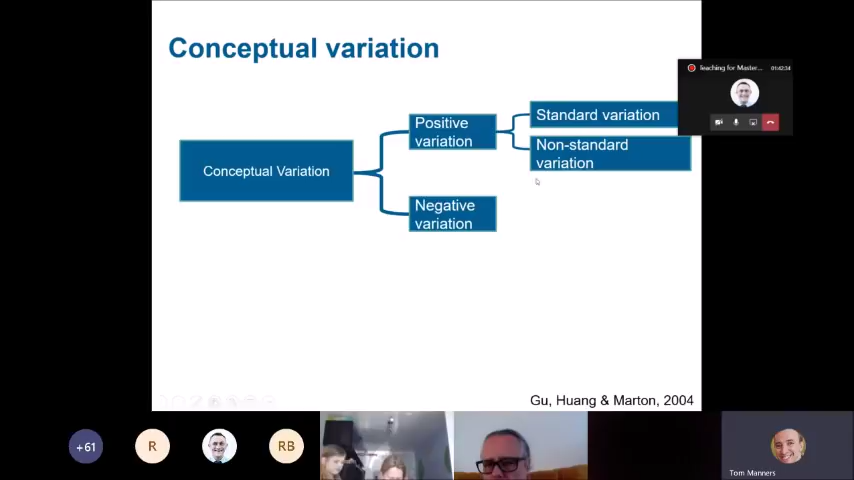 Conceptual variation
Teaching for Master...
01:42:34
Positive
variation
Standard variation
Non-standard
variation
Conceptual Variation
Negative
variation
Gu, Huang & Marton, 2004
+61
R
RB
Tom Manners